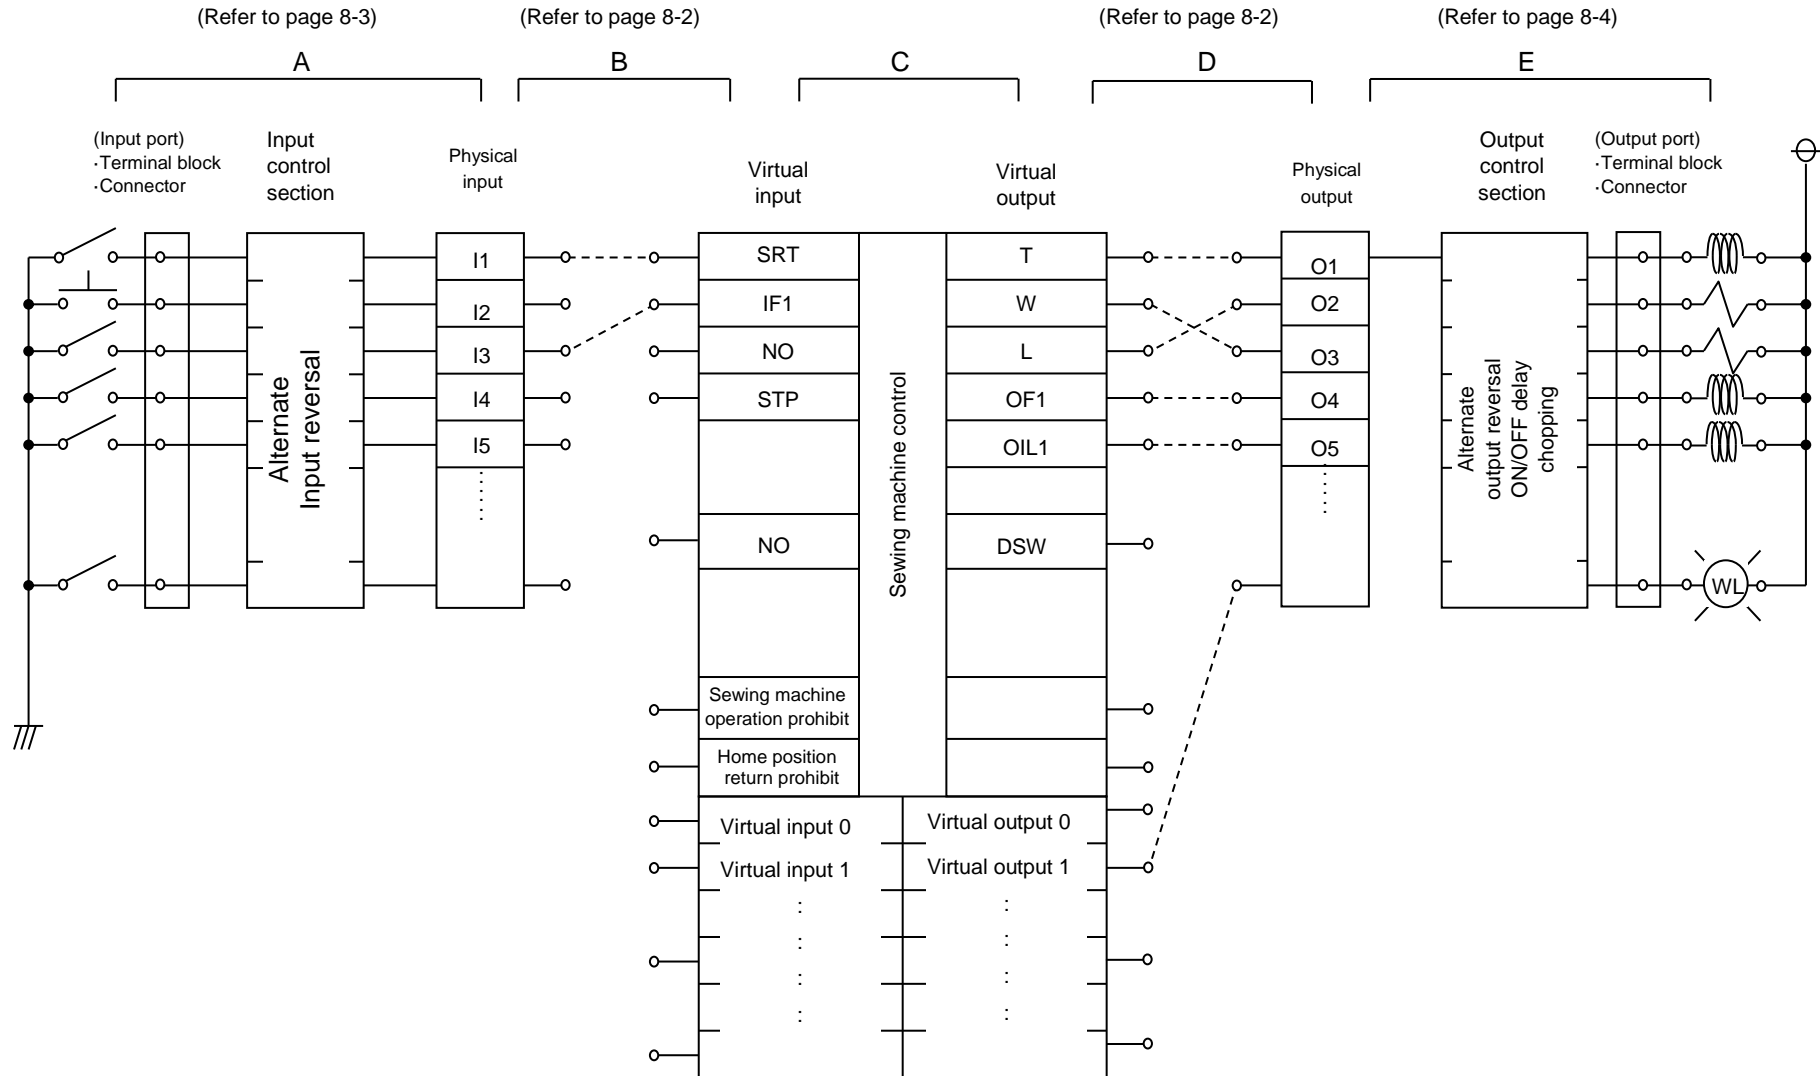 (Refer to page 8-3)
(Refer to page 8-2)
(Refer to page 8-2)
(Refer to page 8-4)
A
B
C
D
E
(Input port)
·Terminal block
·Connector
Input
control
section
Physical
input
Virtual
input
Virtual
output
Physical
output
Output
control
section
(Output port)
·Terminal block
·Connector
Alternate
Input reversal
I1
I2
I3
I4
I5
SRT
IF1
NO
STP
NO
Sewing machine
operation prohibit
Home position
return prohibit
Sewing machine control
T
W
L
OF1
OIL1
DSW
O1
O2
O3
O4
O5
Alternate
output reversal
ON/OFF delay
chopping
WL
Virtual input 0
Virtual output 0
Virtual input 1
Virtual output 1